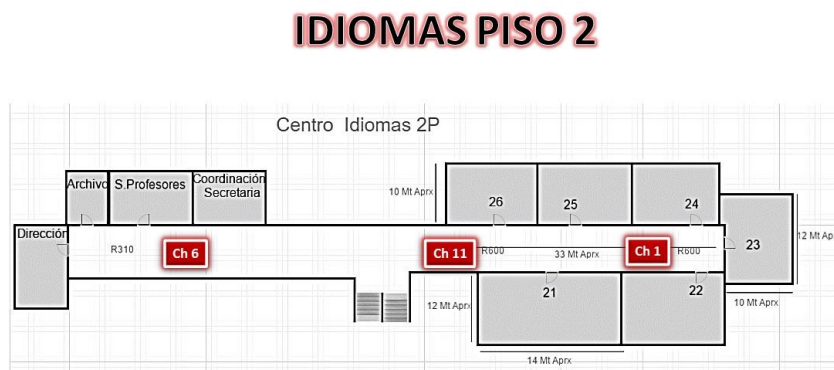 IDIOMAS PISO 2
Centro Idiomas 2P
Archivo
S.Profesores
Coordinación
Secretaria
10 Mt Aprx
26
25
24
Dirección
R310
Ch 6
Ch 11
R600
33 Mt Aprx
Ch 1
R600
23
12 Mt Ap
21
22
12 Mt Aprx
10 Mt Aprx
14 Mt Aprx